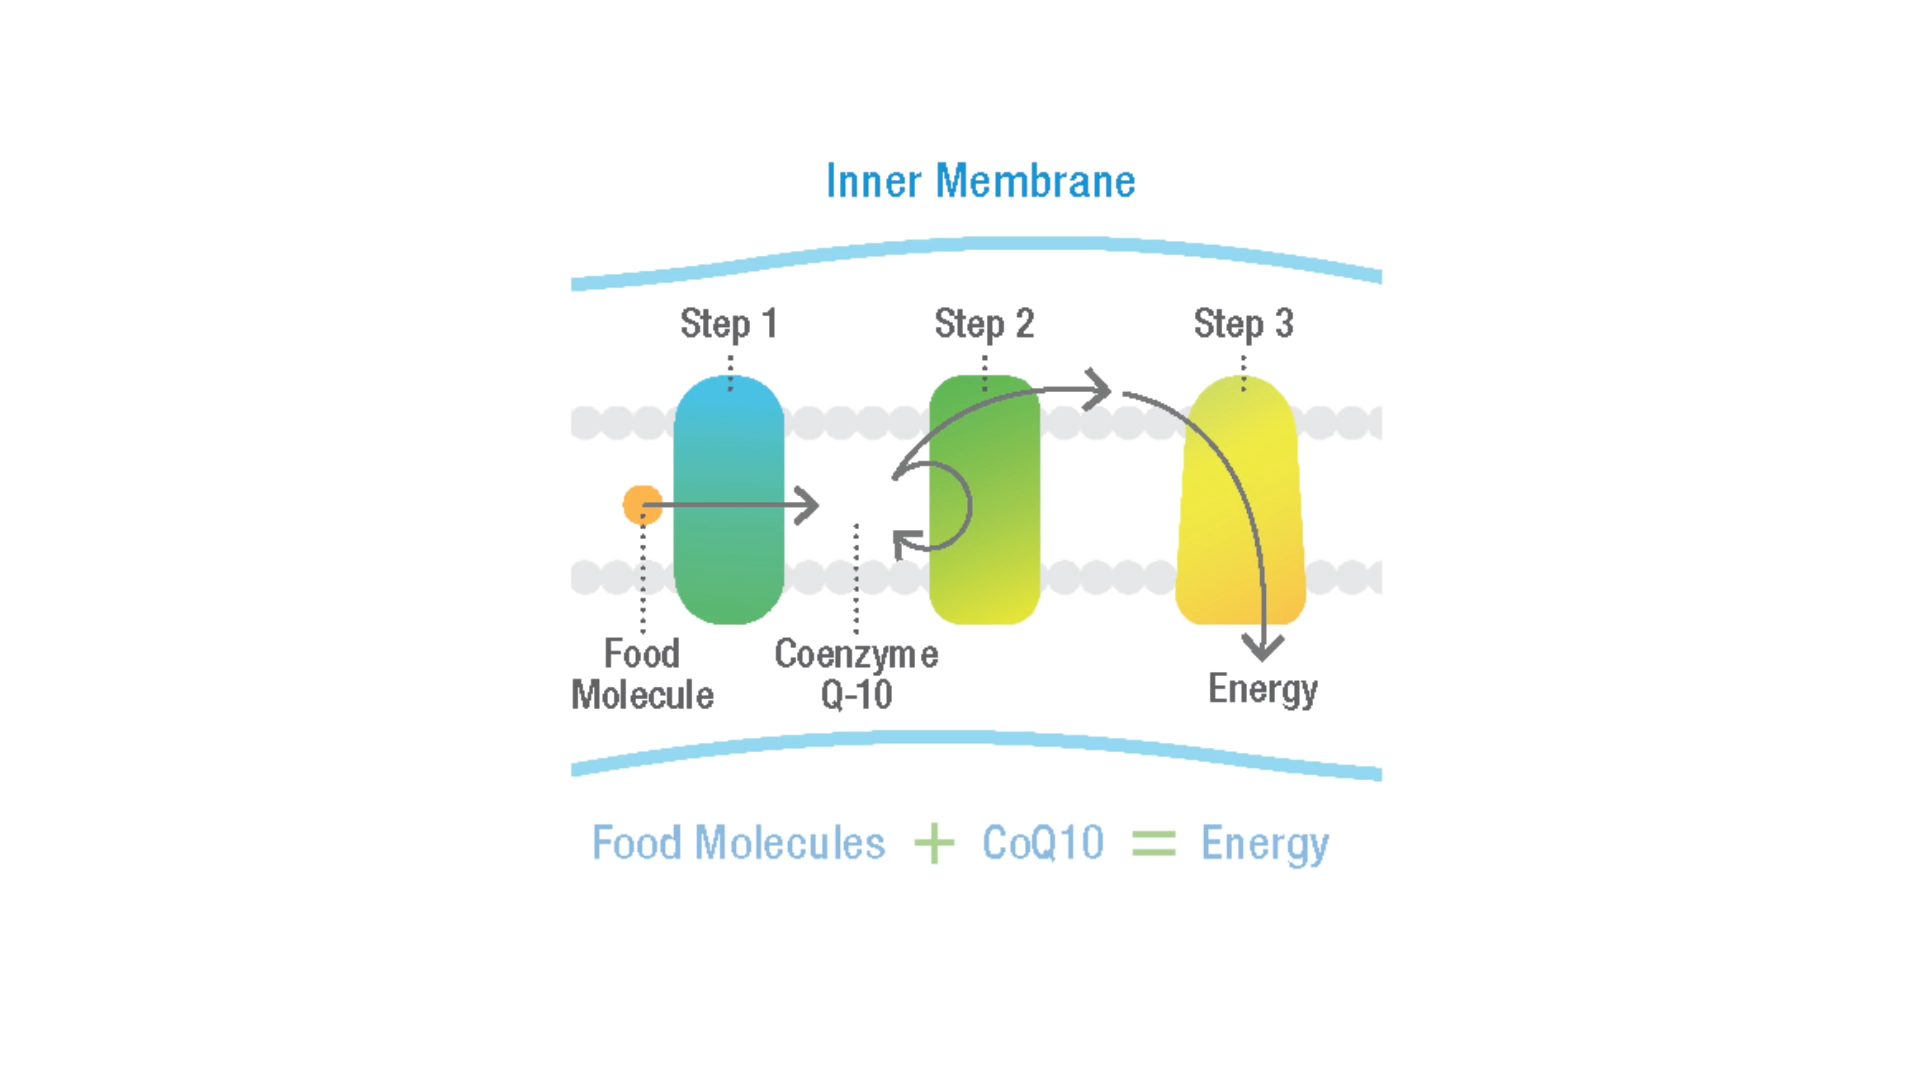 Inner Membrane
Step 1
Step 2
Step 3
Food
Molecule
Coenzyme
Q-10
Energy
Food Molecules + CoQ10 = Energy